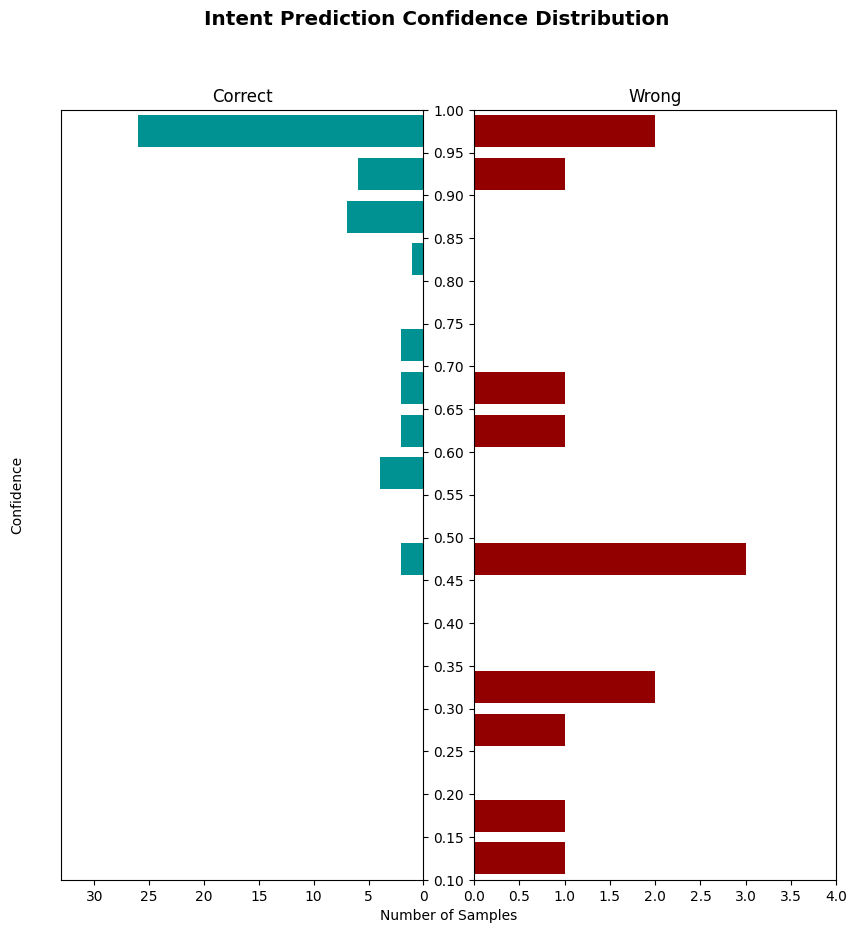 Intent Prediction Confidence Distribution
Correct
Wrong
1.00
0.95
0.90
0.85
0.80
0.75
0.70
0.65
0.60
0.55
0.50
0.45
0.40
0.35
0.30
0.25
0.20
0.15
0.10
Confidence
30 25 20 15 10 5 0
0.0 0.5 1.0 1.5 2.0 2.5 3.0 3.5 4.0
Number of Samples